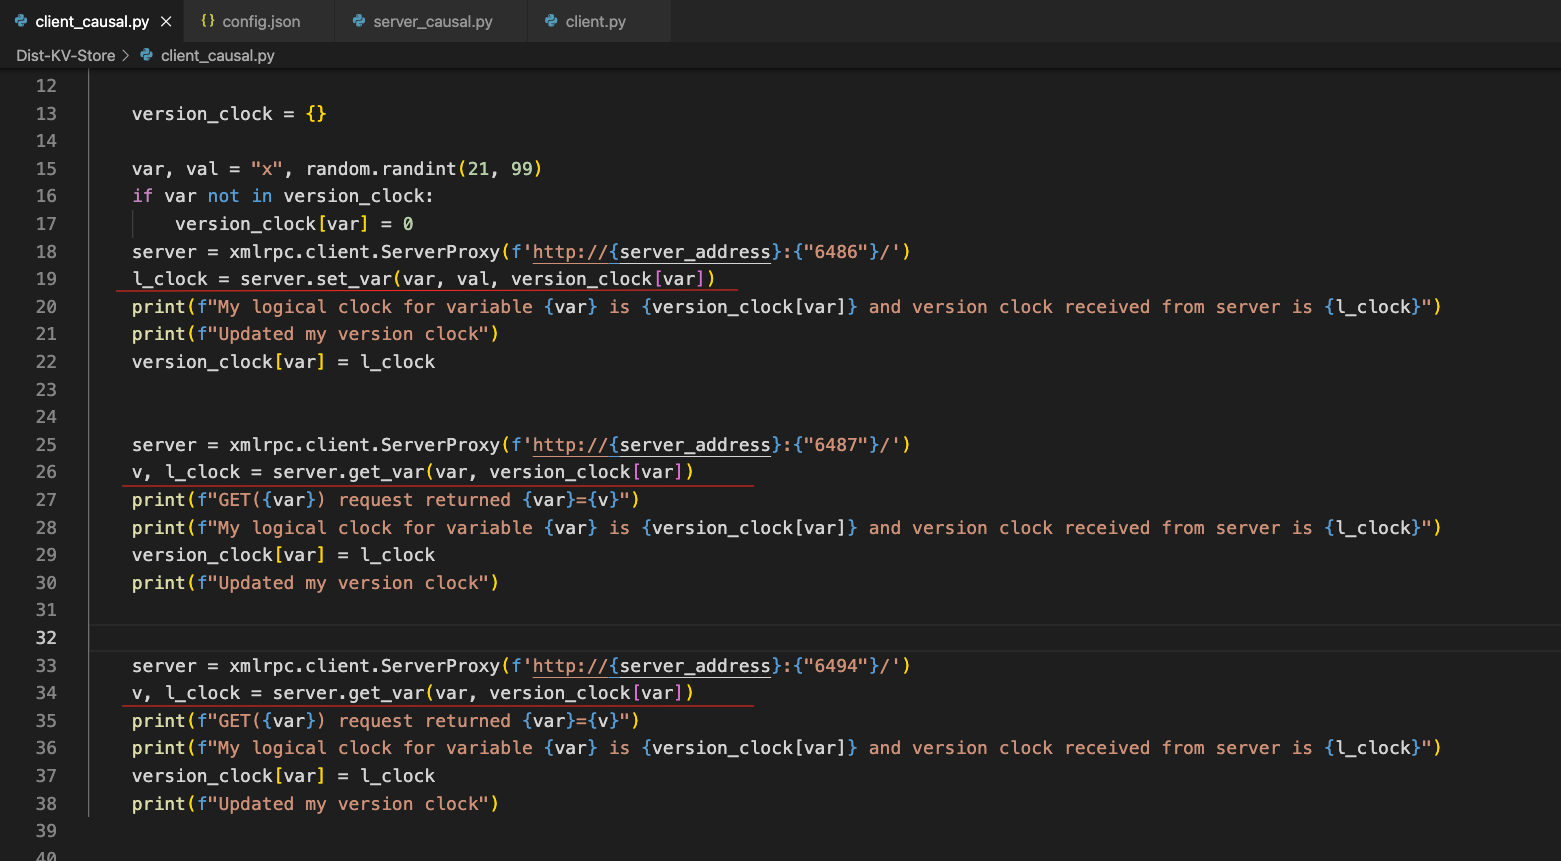 client_causal.py × {} config.json server_causal.py client.py
Dist-KV-Store > client_causal.py
12
13 version_clock = {}
14
15 var, val = "x", random.randint(21, 99)
16 if var not in version_clock:
17 version_clock[var] = 0
18 server = xmlrpc.client.ServerProxy(f'http://{server_address}:{"6486"}/')
19 l_clock = server.set_var(var, val, version_clock[var])
20 print(f"My logical clock for variable {var} is {version_clock[var]} and version clock received from server is {l_clock}")
21 print(f"Updated my version clock")
22 version_clock[var] = l_clock
23
24
25 server = xmlrpc.client.ServerProxy(f'http://{server_address}:{"6487"}/')
26 v, l_clock = server.get_var(var, version_clock[var])
27 print(f"GET({var}) request returned {var}={v}")
28 print(f"My logical clock for variable {var} is {version_clock[var]} and version clock received from server is {l_clock}")
29 version_clock[var] = l_clock
30 print(f"Updated my version clock")
31
32
33 server = xmlrpc.client.ServerProxy(f'http://{server_address}:{"6494"}/')
34 v, l_clock = server.get_var(var, version_clock[var])
35 print(f"GET({var}) request returned {var}={v}")
36 print(f"My logical clock for variable {var} is {version_clock[var]} and version clock received from server is {l_clock}")
37 version_clock[var] = l_clock
38 print(f"Updated my version clock")
39
40